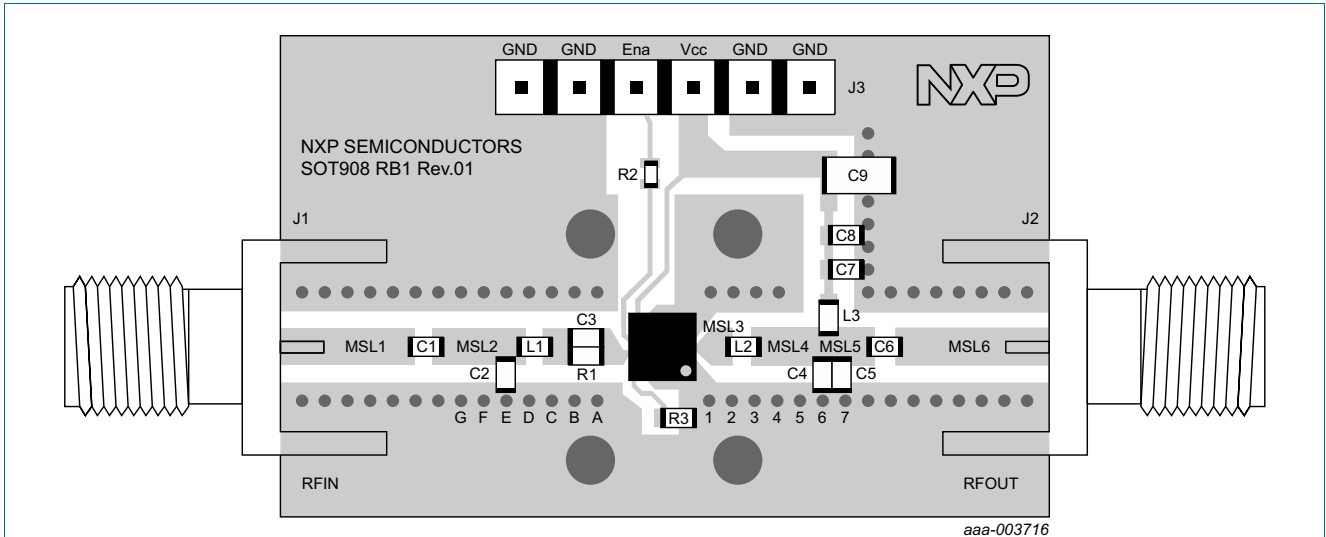 GND GND Ena Vcc GND GND
J3
NXP
NXP SEMICONDUCTORS
SOT908 RB1 Rev.01
R2
C9
J1
J2
C8
C7
L3
C3
MSL3
MSL1 C1 MSL2 L1 L2 MSL4 MSL5 C6 MSL6
C2 R1 C4 C5
G F E D C B A R3 1 2 3 4 5 6 7
RFIN RFOUT
aaa-003716